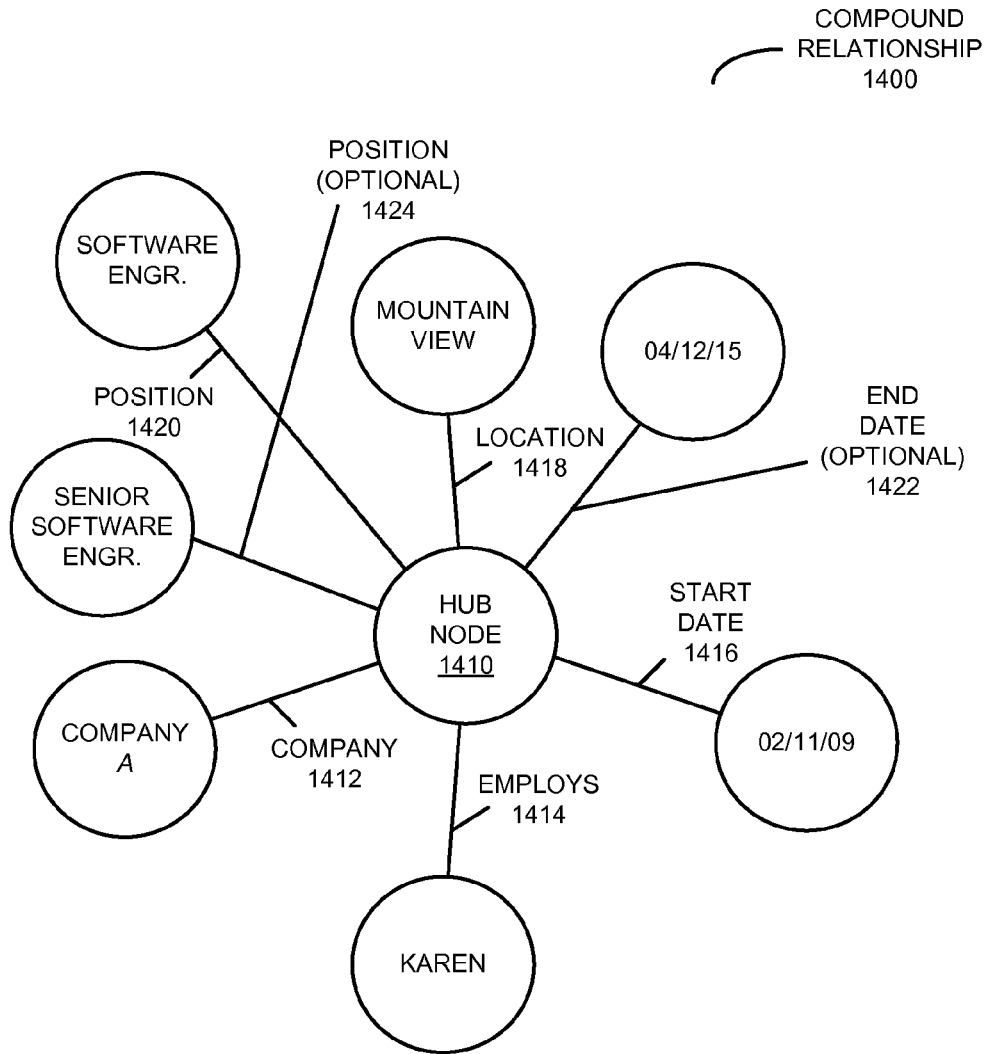 COMPOUND
RELATIONSHIP
1400
POSITION
(OPTIONAL)
1424
SOFTWARE
ENGR.
MOUNTAIN
VIEW
04/12/15
POSITION
1420
LOCATION
1418
END
DATE
(OPTIONAL)
1422
SENIOR
SOFTWARE
ENGR.
HUB
NODE
1410
START
DATE
1416
COMPANY
A
COMPANY
1412
02/11/09
EMPLOYS
1414
KAREN